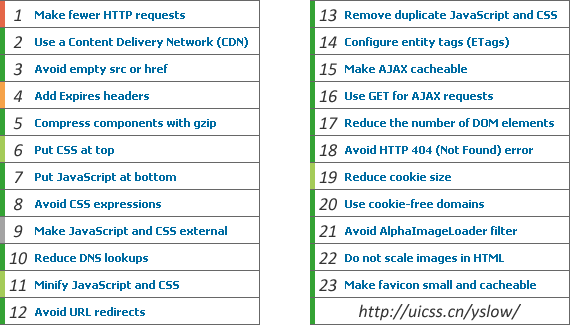 1 Make fewer HTTP requests
2 Use a Content Delivery Network (CDN)
3 Avoid empty src or href
4 Add Expires headers
5 Compress components with gzip
6 Put CSS at top
7 Put JavaScript at bottom
8 Avoid CSS expressions
9 Make JavaScript and CSS external
10 Reduce DNS lookups
11 Minify JavaScript and CSS
12 Avoid URL redirects
13 Remove duplicate JavaScript and CSS
14 Configure entity tags (ETags)
15 Make AJAX cacheable
16 Use GET for AJAX requests
17 Reduce the number of DOM elements
18 Avoid HTTP 404 (Not Found) error
19 Reduce cookie size
20 Use cookie-free domains
21 Avoid AlphaImageLoader filter
22 Do not scale images in HTML
23 Make favicon small and cacheable
http://uicss.cn/yslow/